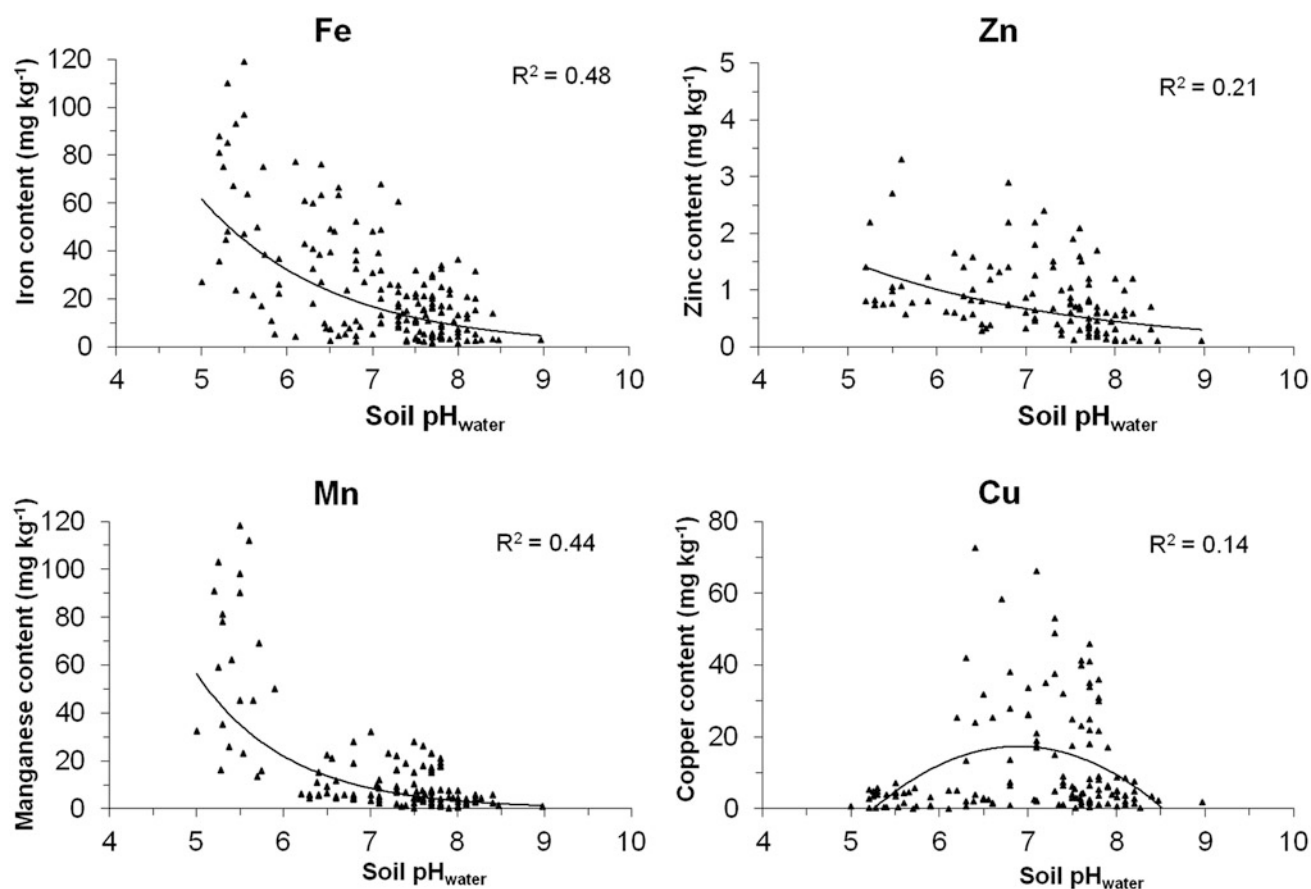 Fe
Iron content (mg kg⁻¹)
120
100
80
60
40
20
0
R² = 0.48
4 5 6 7 8 9 10
Soil pHwater
Zn
Zinc content (mg kg⁻¹)
5
4
3
2
1
0
R² = 0.21
4 5 6 7 8 9 10
Soil pHwater
Mn
Manganese content (mg kg⁻¹)
120
100
80
60
40
20
0
R² = 0.44
4 5 6 7 8 9 10
Soil pHwater
Cu
Copper content (mg kg⁻¹)
80
60
40
20
0
R² = 0.14
4 5 6 7 8 9 10
Soil pHwater